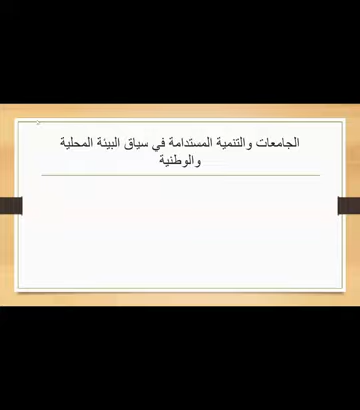 الجامعات والتنمية المستدامة في سياق البيئة المحلية
والوطنية